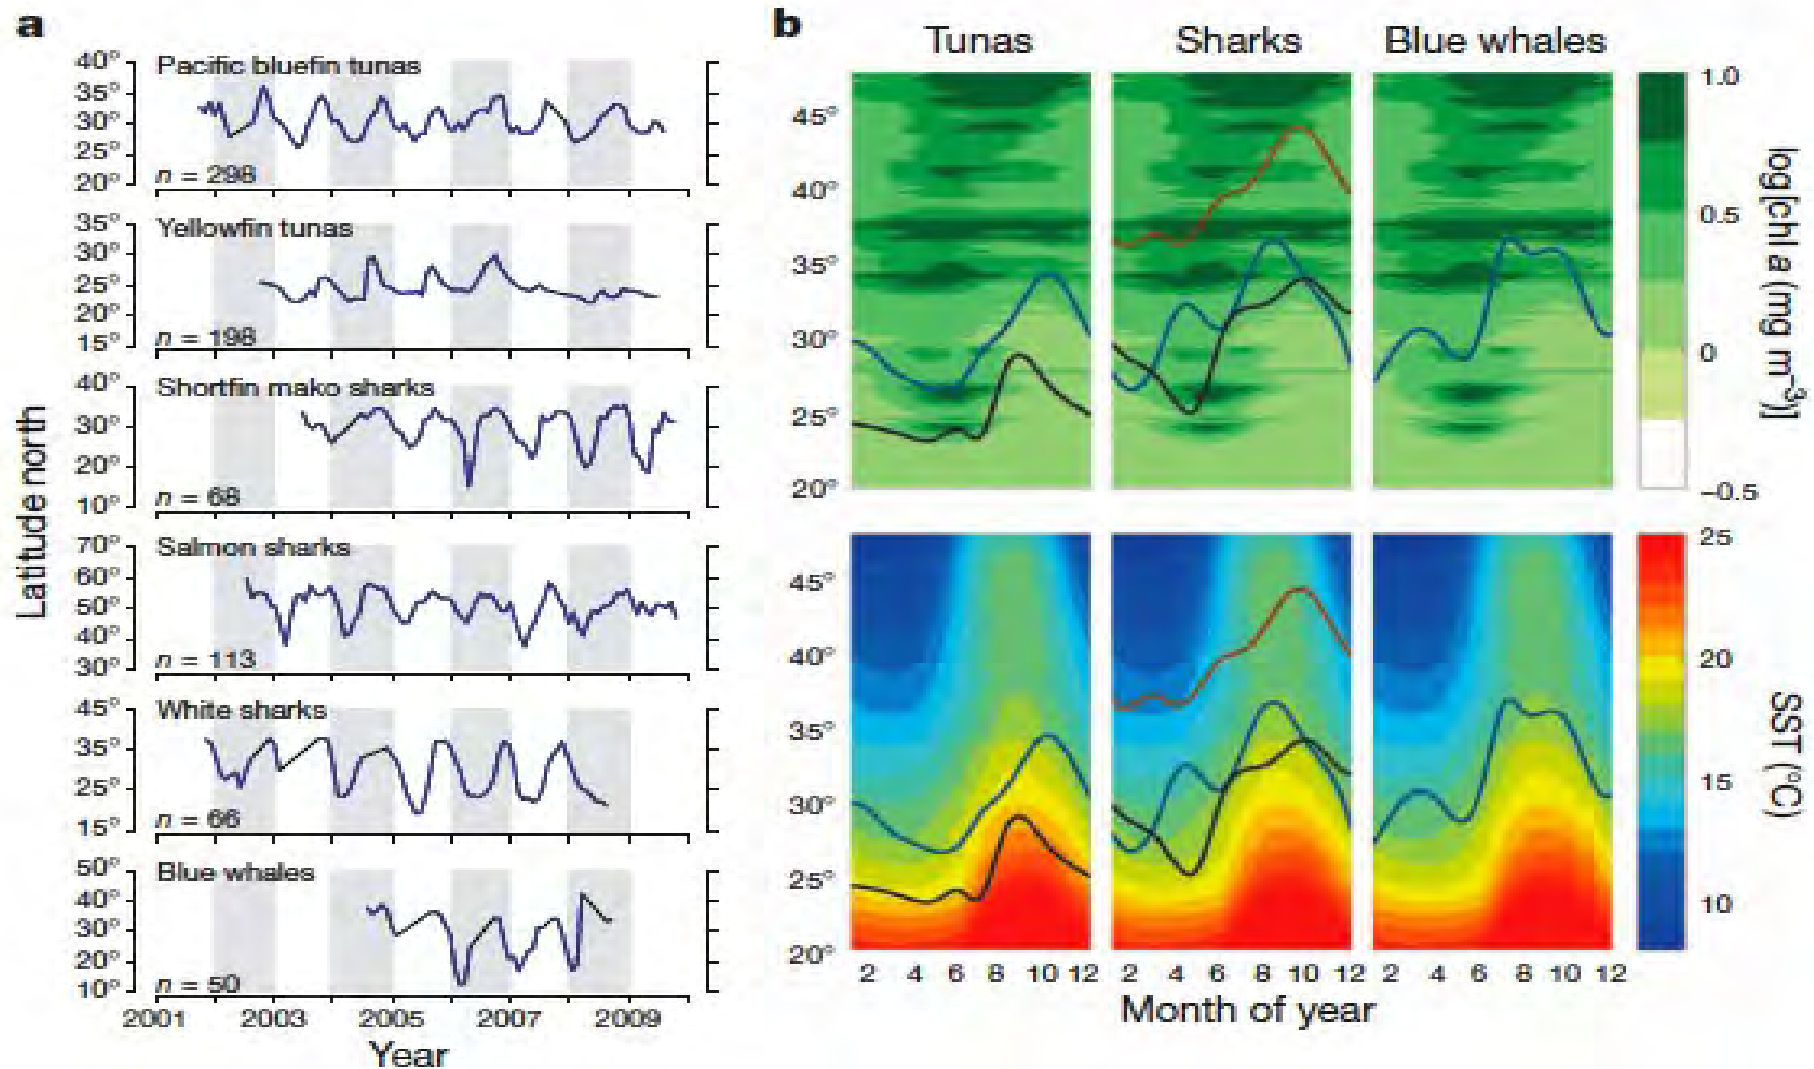 a
Latitude north
40°
35°
30°
25°
20°
Pacific bluefin tunas
n = 298
35°
30°
25°
20°
15°
Yellowfin tunas
n = 198
40°
30°
20°
10°
Shortfin mako sharks
n = 68
70°
60°
50°
40°
30°
Salmon sharks
n = 113
45°
35°
25°
15°
White sharks
n = 66
50°
40°
30°
20°
10°
Blue whales
n = 50
2001 2003 2005 2007 2009
Year
b
Tunas Sharks Blue whales
45°
40°
35°
30°
25°
20°
1.0
0.5
0
−0.5
log[chl a (mg m−3)]
45°
40°
35°
30°
25°
20°
25
20
15
10
SST (°C)
2 4 6 8 10 12 2 4 6 8 10 12 2 4 6 8 10 12
Month of year